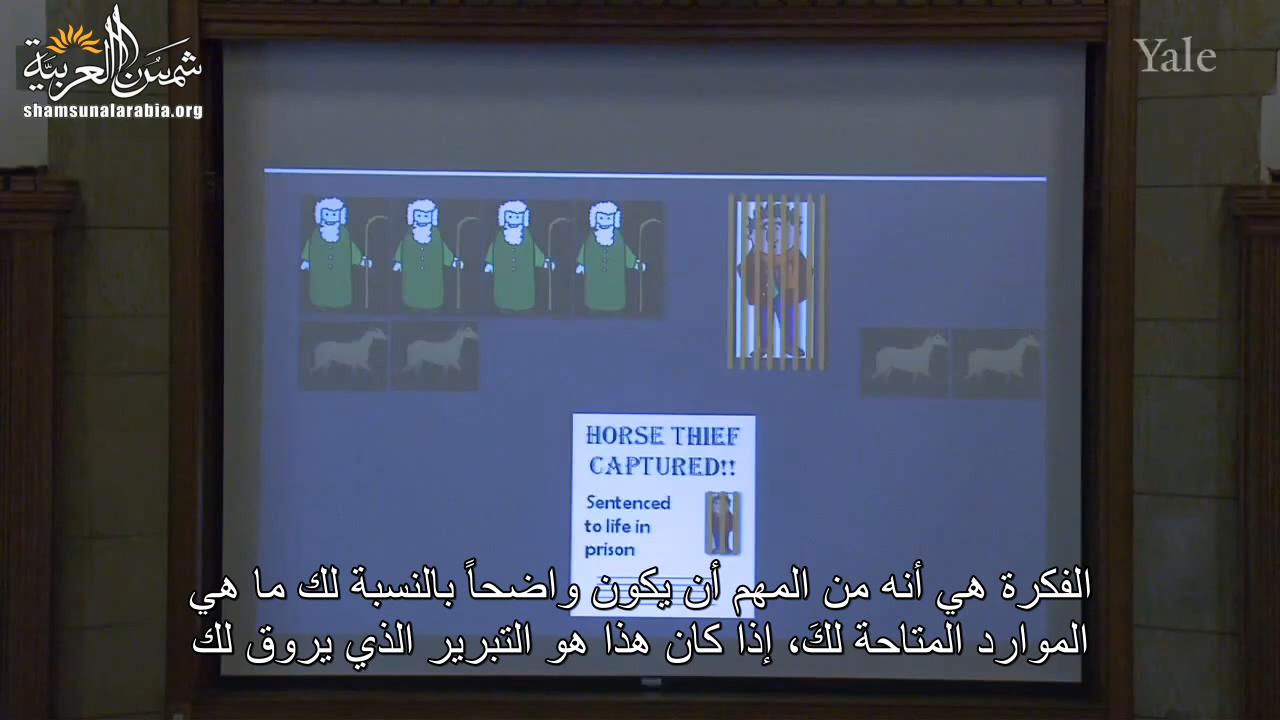 شمس العربية
shamsunalarabia.org
Yale
HORSE THIEF
CAPTURED!!
Sentenced
to life in
prison
الفكرة هي أنه من المهم أن يكون واضحاً بالنسبة لك ما هي
الموارد المتاحة لكَ، إذا كان هذا هو التبرير الذي يروق لك